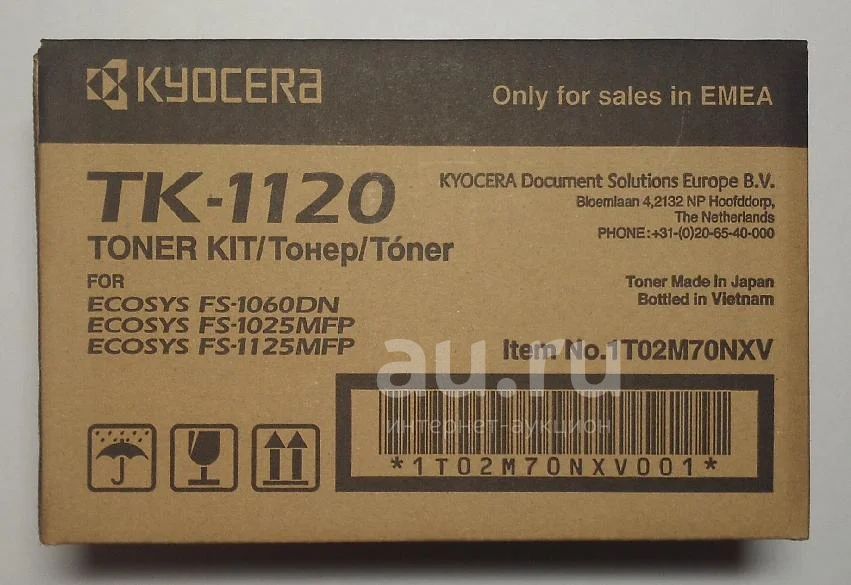 KYOCERA
Only for sales in EMEA
TK-1120
TONER KIT/Тонер/Tóner
FOR
ECOSYS FS-1060DN
ECOSYS FS-1025MFP
ECOSYS FS-1125MFP
KYOCERA Document Solutions Europe B.V.
Bloemlaan 4,2132 NP Hoofddorp,
The Netherlands
PHONE:+31-(0)20-65-40-000
Toner Made In Japan
Bottled in Vietnam
Item No.1T02M70NXV
au.ru
интернет-аукцион
*1T02M70NXV001*